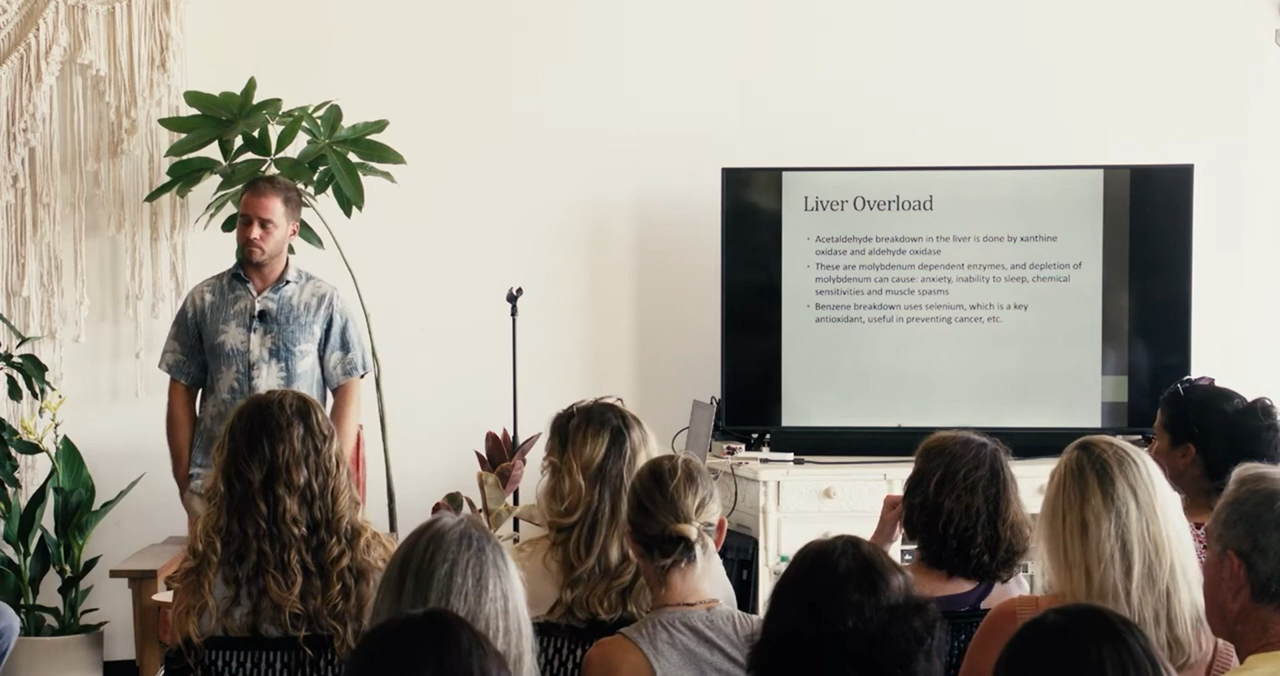 Liver Overload
• Acetaldehyde breakdown in the liver is done by xanthine
oxidase and aldehyde oxidase
• These are molybdenum dependent enzymes, and depletion of
molybdenum can cause: anxiety, inability to sleep, chemical
sensitivities and muscle spasms
• Benzene breakdown uses selenium, which is a key
antioxidant, useful in preventing cancer, etc.